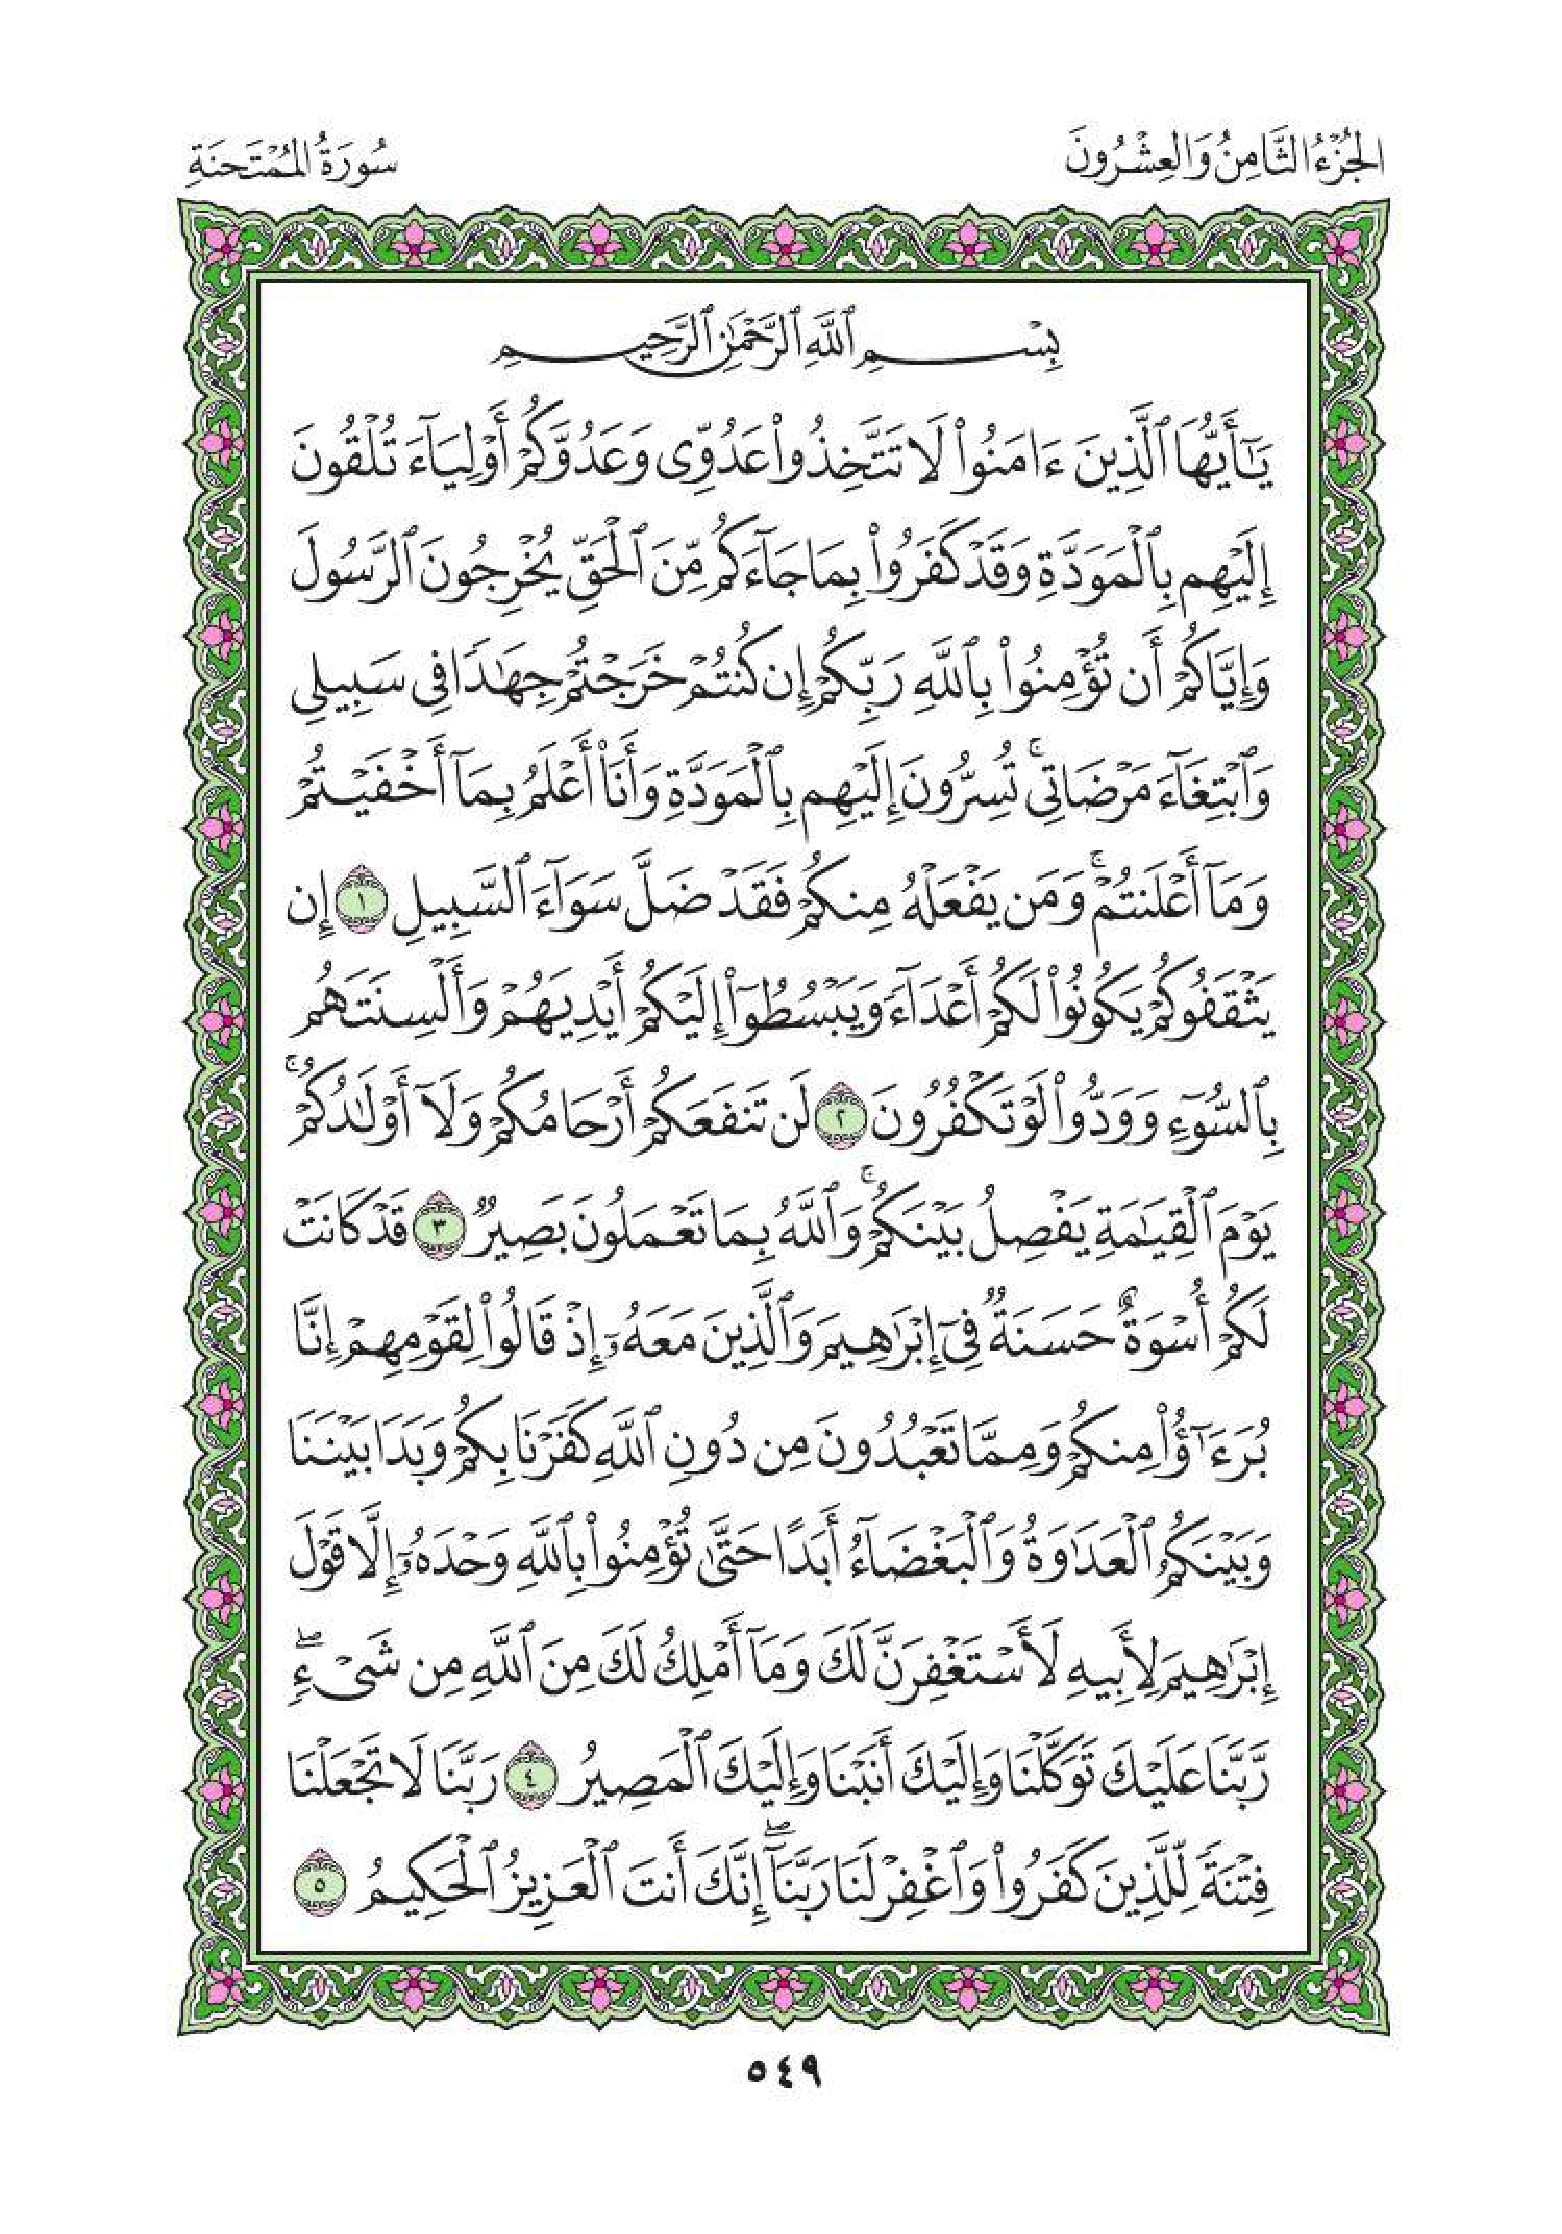 الجُزْءُ الثَّامِنُ وَالعِشْرُونَ
سُورَةُ المُمْتَحنَةِ
بِسْمِ ٱللَّهِ ٱلرَّحْمَٰنِ ٱلرَّحِيمِ
يَـٰٓأَيُّهَا ٱلَّذِينَ ءَامَنُوا۟ لَا تَتَّخِذُوا۟ عَدُوِّى وَعَدُوَّكُمْ أَوْلِيَآءَ تُلْقُونَ
إِلَيْهِم بِٱلْمَوَدَّةِ وَقَدْ كَفَرُوا۟ بِمَا جَآءَكُم مِّنَ ٱلْحَقِّ يُخْرِجُونَ ٱلرَّسُولَ
وَإِيَّاكُمْ أَن تُؤْمِنُوا۟ بِٱللَّهِ رَبِّكُمْ إِن كُنتُمْ خَرَجْتُمْ جِهَـٰدًا فِى سَبِيلِى
وَٱبْتِغَآءَ مَرْضَاتِى ۚ تُسِرُّونَ إِلَيْهِم بِٱلْمَوَدَّةِ وَأَنَا۠ أَعْلَمُ بِمَآ أَخْفَيْتُمْ
وَمَآ أَعْلَنتُمْ ۚ وَمَن يَفْعَلْهُ مِنكُمْ فَقَدْ ضَلَّ سَوَآءَ ٱلسَّبِيلِ ١ إِن
يَثْقَفُوكُمْ يَكُونُوا۟ لَكُمْ أَعْدَآءً وَيَبْسُطُوٓا۟ إِلَيْكُمْ أَيْدِيَهُمْ وَأَلْسِنَتَهُم
بِٱلسُّوٓءِ وَوَدُّوا۟ لَوْ تَكْفُرُونَ ٢ لَن تَنفَعَكُمْ أَرْحَامُكُمْ وَلَآ أَوْلَـٰدُكُمْ ۚ
يَوْمَ ٱلْقِيَـٰمَةِ يَفْصِلُ بَيْنَكُمْ ۚ وَٱللَّهُ بِمَا تَعْمَلُونَ بَصِيرٌ ٣ قَدْ كَانَتْ
لَكُمْ أُسْوَةٌ حَسَنَةٌ فِىٓ إِبْرَٰهِيمَ وَٱلَّذِينَ مَعَهُۥٓ إِذْ قَالُوا۟ لِقَوْمِهِمْ إِنَّا
بُرَءَٰٓؤُا۟ مِنكُمْ وَمِمَّا تَعْبُدُونَ مِن دُونِ ٱللَّهِ كَفَرْنَا بِكُمْ وَبَدَا بَيْنَنَا
وَبَيْنَكُمُ ٱلْعَدَٰوَةُ وَٱلْبَغْضَآءُ أَبَدًا حَتَّىٰ تُؤْمِنُوا۟ بِٱللَّهِ وَحْدَهُۥٓ إِلَّا قَوْلَ
إِبْرَٰهِيمَ لِأَبِيهِ لَأَسْتَغْفِرَنَّ لَكَ وَمَآ أَمْلِكُ لَكَ مِنَ ٱللَّهِ مِن شَىْءٍ ۖ
رَّبَّنَا عَلَيْكَ تَوَكَّلْنَا وَإِلَيْكَ أَنَبْنَا وَإِلَيْكَ ٱلْمَصِيرُ ٤ رَبَّنَا لَا تَجْعَلْنَا
فِتْنَةً لِّلَّذِينَ كَفَرُوا۟ وَٱغْفِرْ لَنَا رَبَّنَآ ۖ إِنَّكَ أَنتَ ٱلْعَزِيزُ ٱلْحَكِيمُ ٥
٥٤٩